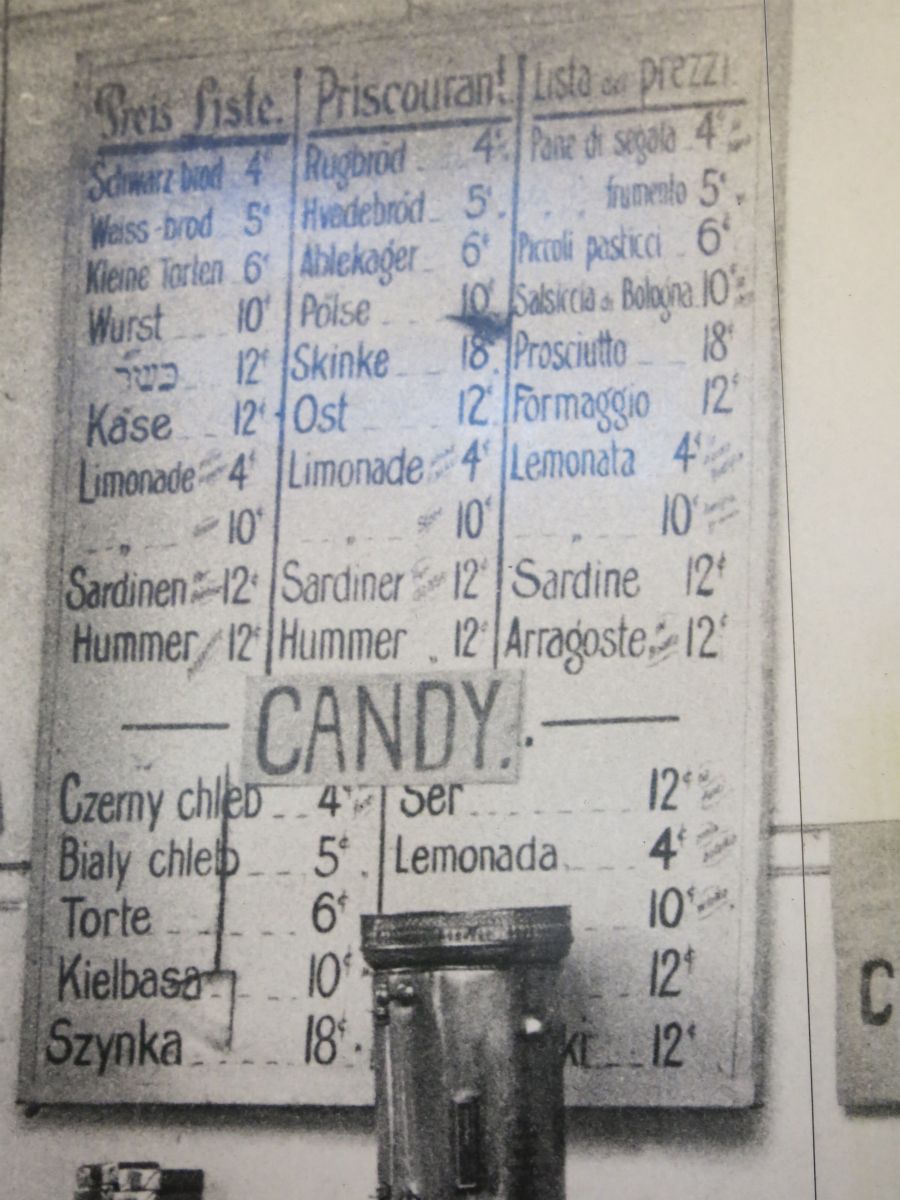 Preis Liste.
Schwarz-brod 4¢
Weiss-brod 5¢
Kleine Torten 6¢
Wurst 10¢
כשר 12¢
Käse 12¢
Limonade 4¢
" 10¢
Sardinen 12¢
Hummer 12¢
Priscourant
Rugbröd 4¢
Hvedebröd 5¢
Ablekager 6¢
Pölse 10¢
Skinke 18¢
Ost 12¢
Limonade 4¢
" 10¢
Sardiner 12¢
Hummer 12¢
Lista dei prezzi
Pane di segala 4¢
" " frumento 5¢
Piccoli pasticci 6¢
Salsiccia di Bologna 10¢
Prosciutto 18¢
Formaggio 12¢
Lemonata 4¢
" 10¢
Sardine 12¢
Arragoste 12¢
CANDY.
Czerny chleb 4¢
Bialy chleb 5¢
Torte 6¢
Kielbasa 10¢
Szynka 18¢
Ser 12¢
Lemonada 4¢
10¢
12¢
ki 12¢
C